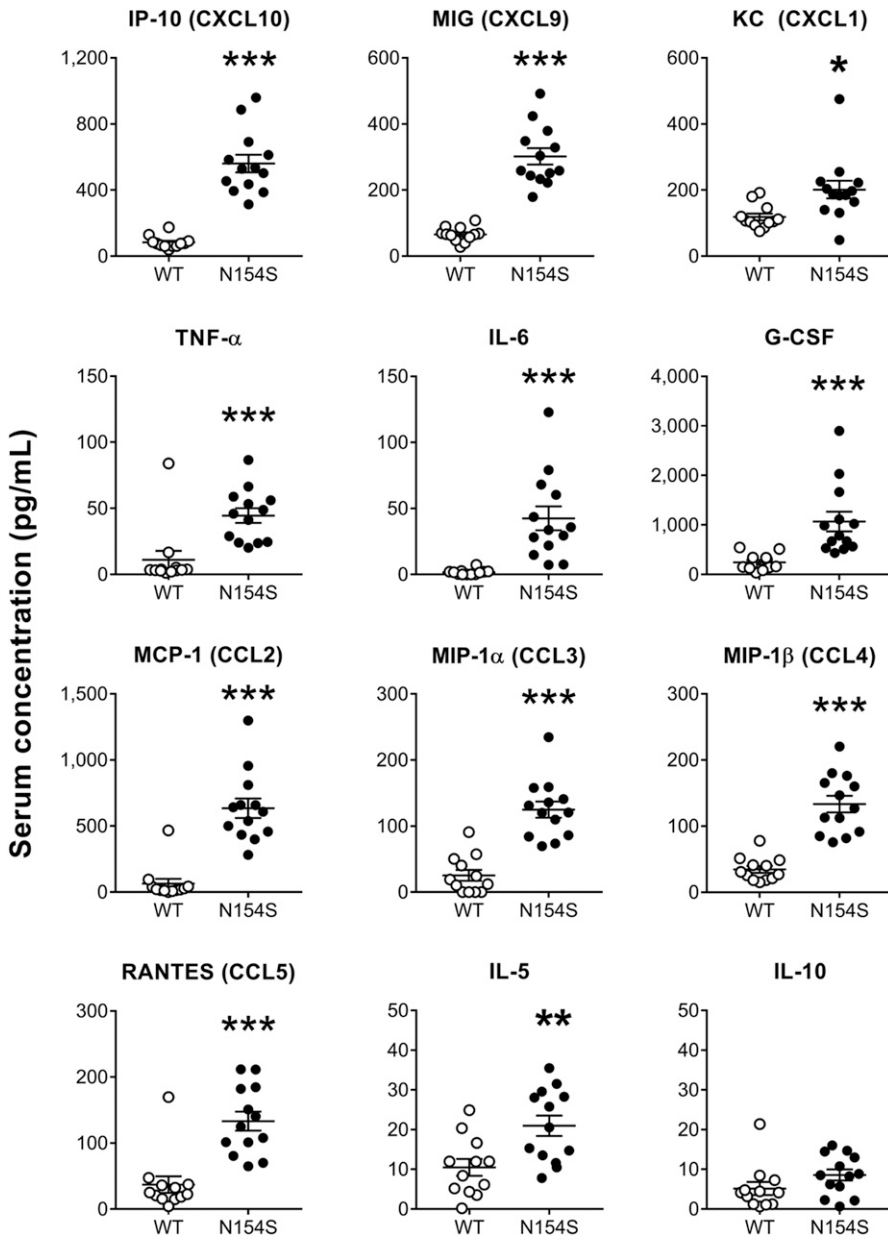 IP-10 (CXCL10)
MIG (CXCL9)
KC (CXCL1)
1,200
800
400
0
***
WT
N154S
600
400
200
0
***
WT
N154S
600
400
200
0
*
WT
N154S
TNF-α
IL-6
G-CSF
150
100
50
0
***
WT
N154S
150
100
50
0
***
WT
N154S
4,000
3,000
2,000
1,000
0
***
WT
N154S
Serum concentration (pg/mL)
MCP-1 (CCL2)
MIP-1α (CCL3)
MIP-1β (CCL4)
1,500
1,000
500
0
***
WT
N154S
300
200
100
0
***
WT
N154S
300
200
100
0
***
WT
N154S
RANTES (CCL5)
IL-5
IL-10
300
200
100
0
***
WT
N154S
50
40
30
20
10
0
**
WT
N154S
50
40
30
20
10
0
WT
N154S